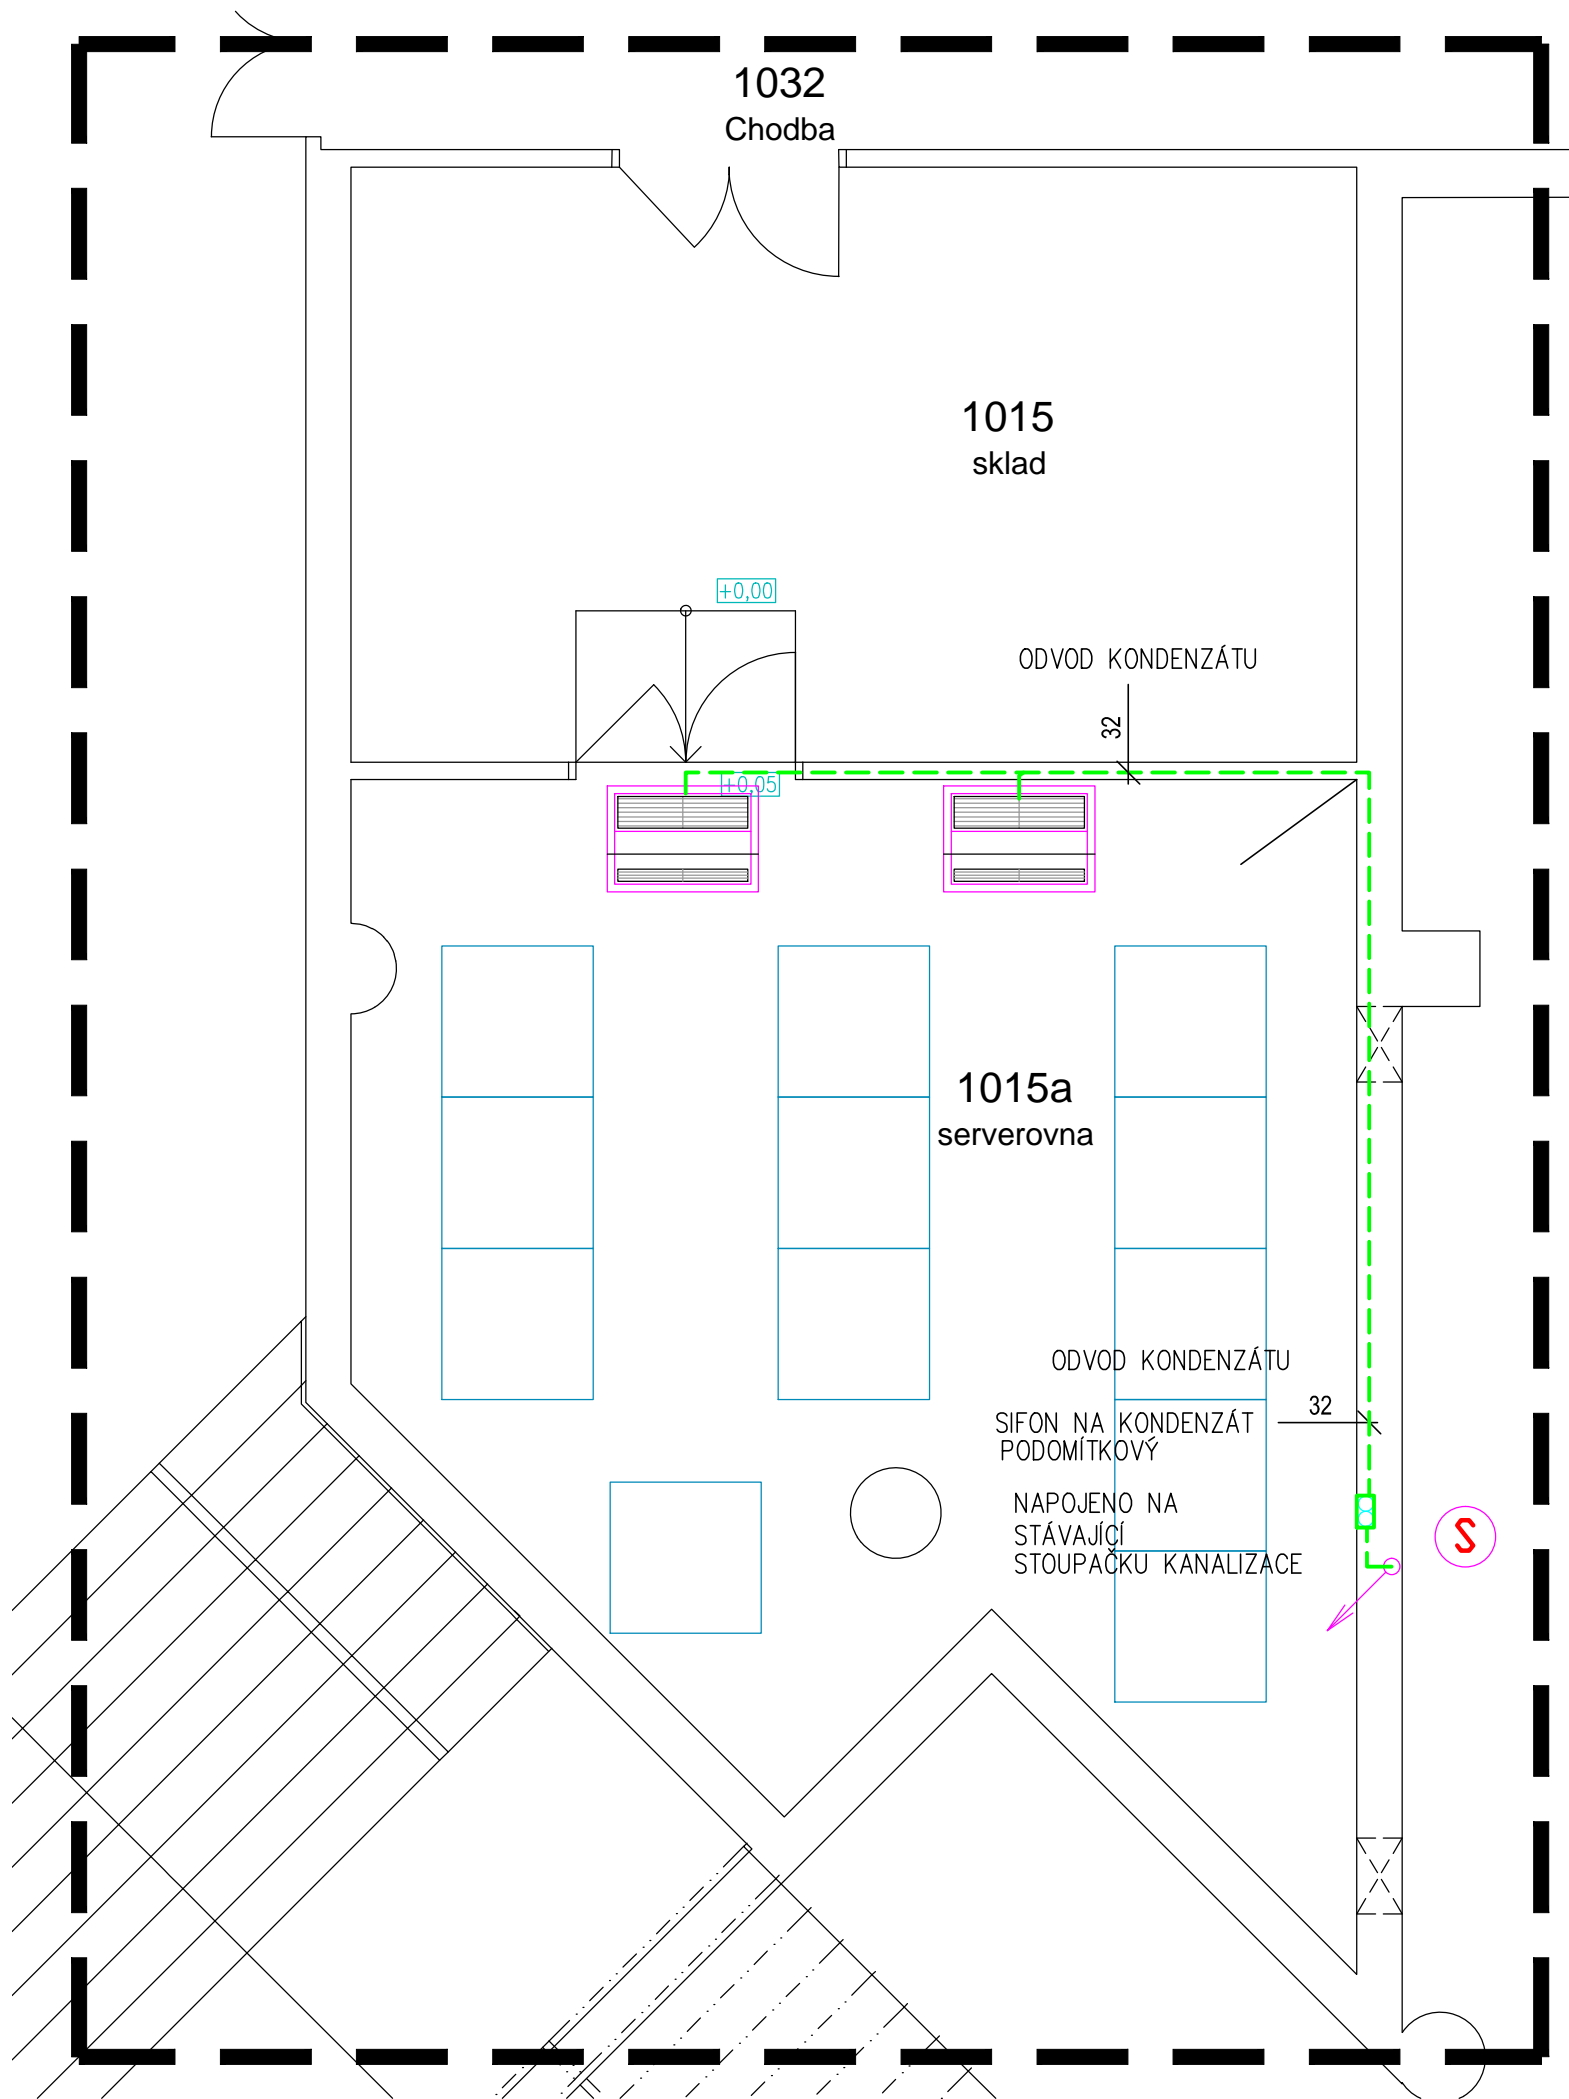 1032
Chodba
1015
sklad
+0,00
ODVOD KONDENZÁTU
32
+0,05
1015a
serverovna
ODVOD KONDENZÁTU
32
SIFON NA KONDENZÁT
PODOMÍTKOVÝ
NAPOJENO NA
STÁVAJÍCÍ
STOUPAČKU KANALIZACE
S